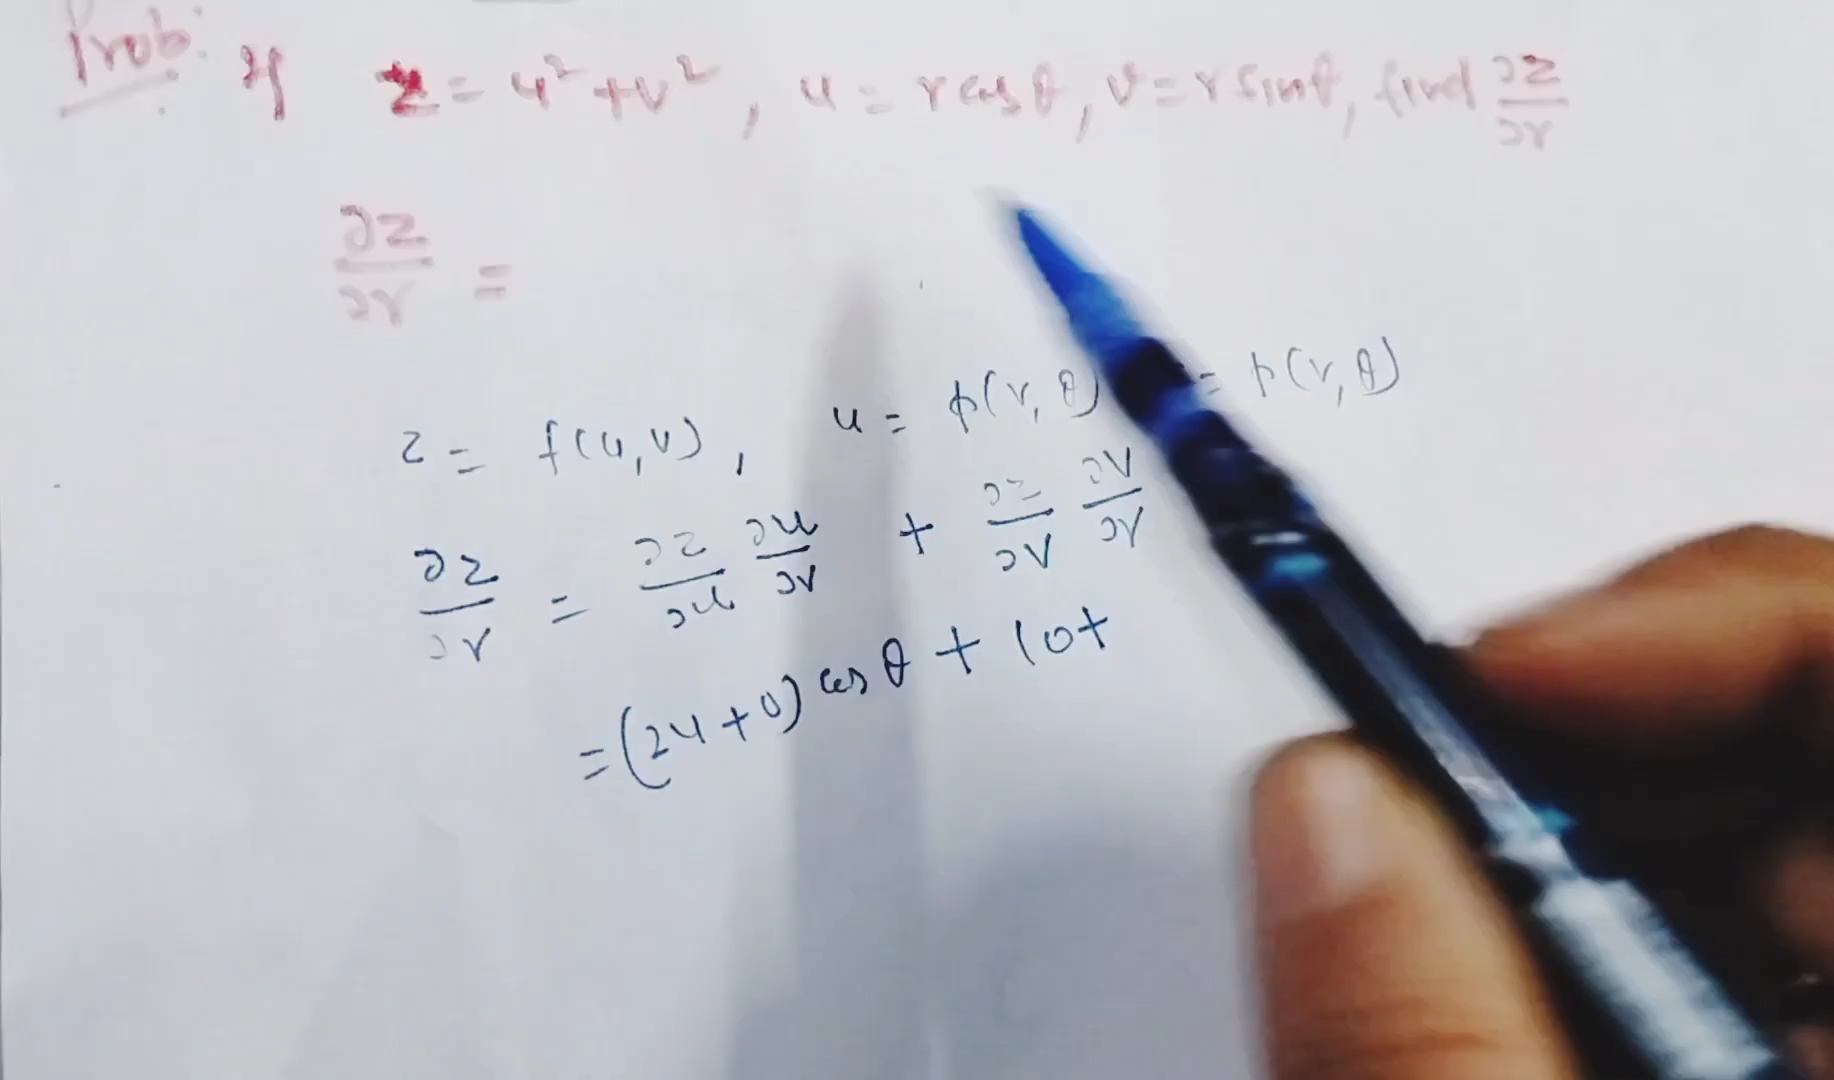 Prob: If z = u² + v², u = r cos θ, v = r sin θ, find ∂z/∂r
∂z/∂r =
z = f(u, v), u = φ(r, θ) = φ(r, θ)
∂z/∂r = ∂z/∂u ∂u/∂r + ∂z/∂v ∂v/∂r
= (2u + 0) cos θ + (0 +